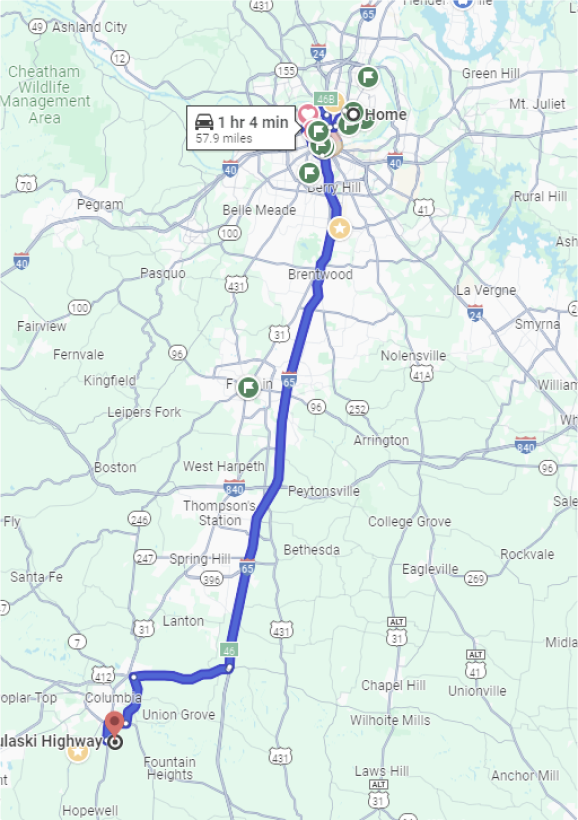 431
65
Hender
49
Ashland City
24
12
155
Green Hill
Cheatham
Wildlife
Management
Area
46B
Mt. Juliet
Home
1 hr 4 min
57.9 miles
40
40
70
Berry Hill
Pegram
Belle Meade
41
Rural Hill
100
Ash
40
Pasquo
Brentwood
431
La Vergne
100
24
Smyrna
Fairview
31
Fernvale
96
Nolensville
Kingfield
65
41A
William
Leipers Fork
96
252
Arrington
840
Boston
West Harpeth
96
840
Peytonsville
Thompson's
Station
Sale
Fly
246
College Grove
247
Spring Hill
Bethesda
Rockvale
65
Eagleville
Santa Fe
396
269
Lanton
31
431
ALT
31
7
46
Midla
412
ALT
41
oplar Top
Columbia
Chapel Hill
Unionville
Union Grove
Wilhoite Mills
ulaski Highway
431
Fountain
Heights
Laws Hill
Anchor Mill
ALT
31
Hopewell